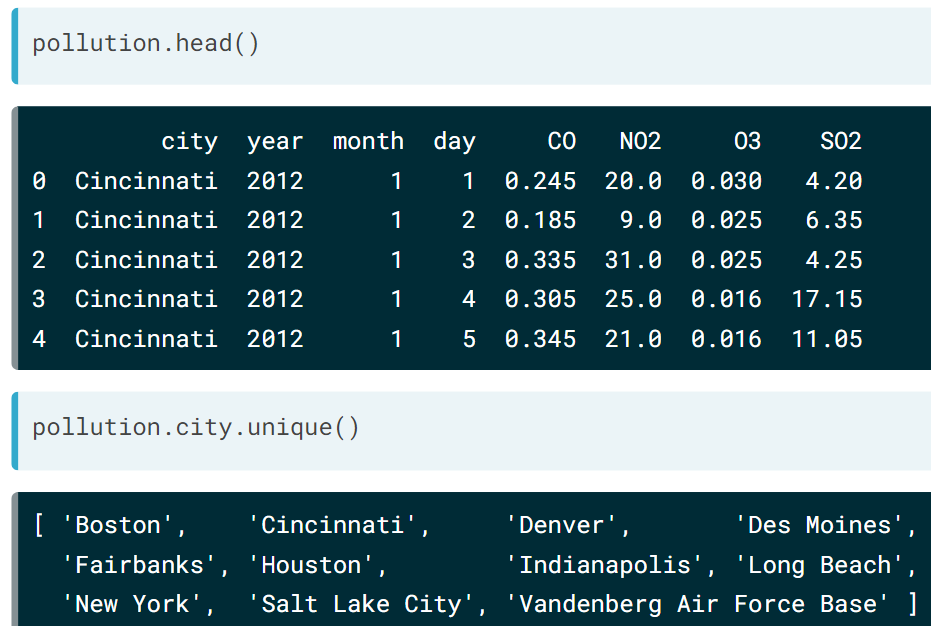 pollution.head()
city year month day CO NO2 O3 SO2
0 Cincinnati 2012 1 1 0.245 20.0 0.030 4.20
1 Cincinnati 2012 1 2 0.185 9.0 0.025 6.35
2 Cincinnati 2012 1 3 0.335 31.0 0.025 4.25
3 Cincinnati 2012 1 4 0.305 25.0 0.016 17.15
4 Cincinnati 2012 1 5 0.345 21.0 0.016 11.05
pollution.city.unique()
[ 'Boston', 'Cincinnati', 'Denver', 'Des Moines',
'Fairbanks', 'Houston', 'Indianapolis', 'Long Beach',
'New York', 'Salt Lake City', 'Vandenberg Air Force Base' ]